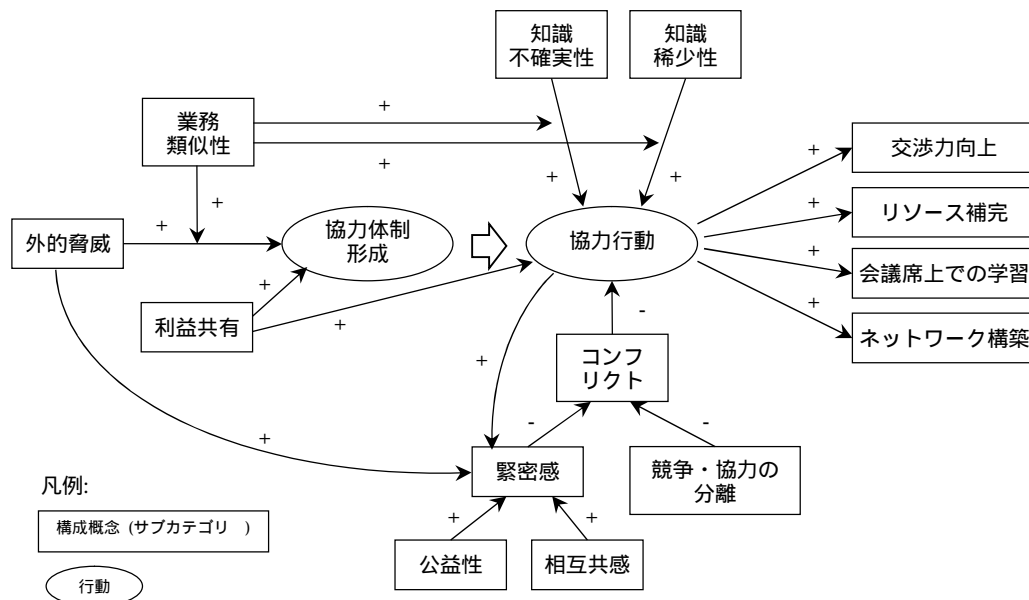 知識
不確実性
知識
稀少性
+
業務
類似性
+
+
+
+
交渉力向上
+
+
リソース補完
外的脅威
+
協力体制
形成
協力行動
+
会議席上での学習
+
利益共有
+
-
+
ネットワーク構築
+
コンフ
リクト
+
-
-
緊密感
競争・協力の
分離
凡例:
+
+
構成概念 (サブカテゴリ )
公益性
相互共感
行動